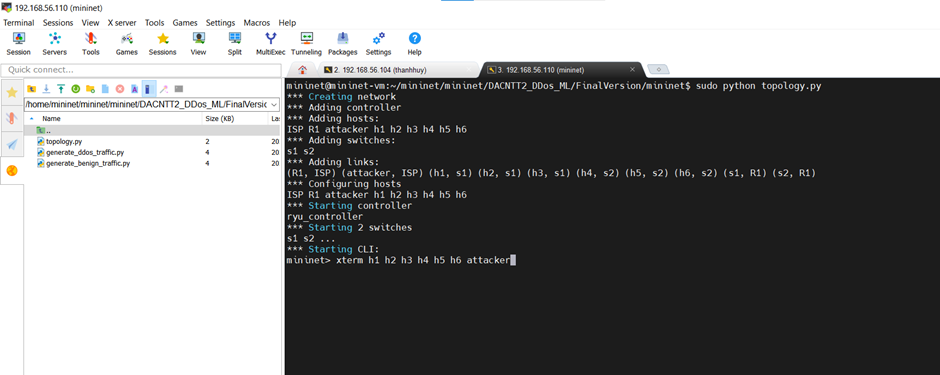 192.168.56.110 (mininet)
Terminal Sessions View X server Tools Games Settings Macros Help
Session Servers Tools Games Sessions View Split MultiExec Tunneling Packages Settings Help
Quick connect...
2. 192.168.56.104 (thanhhuy)
3. 192.168.56.110 (mininet)
/home/mininet/mininet/mininet/DACNTT2_DDos_ML/FinalVersio
Name Size (KB) La
..
topology.py 2 20
generate_ddos_traffic.py 4 20
generate_benign_traffic.py 4 20
mininet@mininet-vm:~/mininet/mininet/DACNTT2_DDos_ML/FinalVersion/mininet$ sudo python topology.py
*** Creating network
*** Adding controller
*** Adding hosts:
ISP R1 attacker h1 h2 h3 h4 h5 h6
*** Adding switches:
s1 s2
*** Adding links:
(R1, ISP) (attacker, ISP) (h1, s1) (h2, s1) (h3, s1) (h4, s2) (h5, s2) (h6, s2) (s1, R1) (s2, R1)
*** Configuring hosts
ISP R1 attacker h1 h2 h3 h4 h5 h6
*** Starting controller
ryu_controller
*** Starting 2 switches
s1 s2 ...
*** Starting CLI:
mininet> xterm h1 h2 h3 h4 h5 h6 attacker